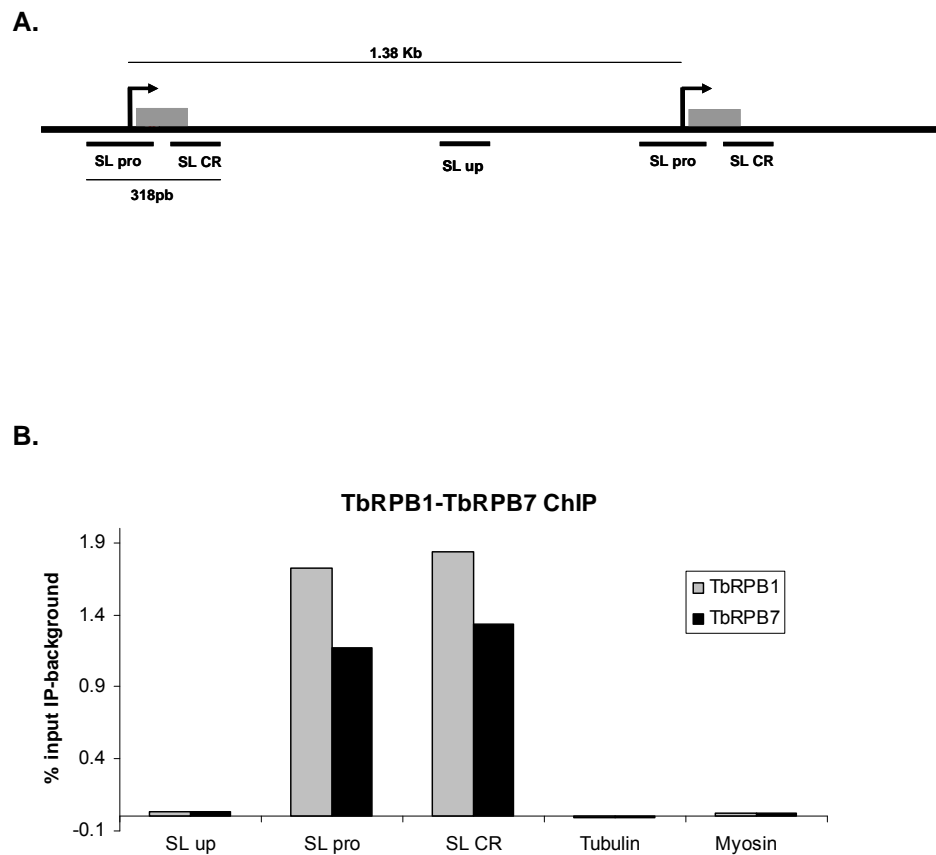 A.
1.38 Kb
SL pro
SL CR
SL up
SL pro
SL CR
318pb
B.
TbRPB1-TbRPB7 ChIP
% input IP-background
1.9
1.4
0.9
0.4
-0.1
TbRPB1
TbRPB7
SL up
SL pro
SL CR
Tubulin
Myosin